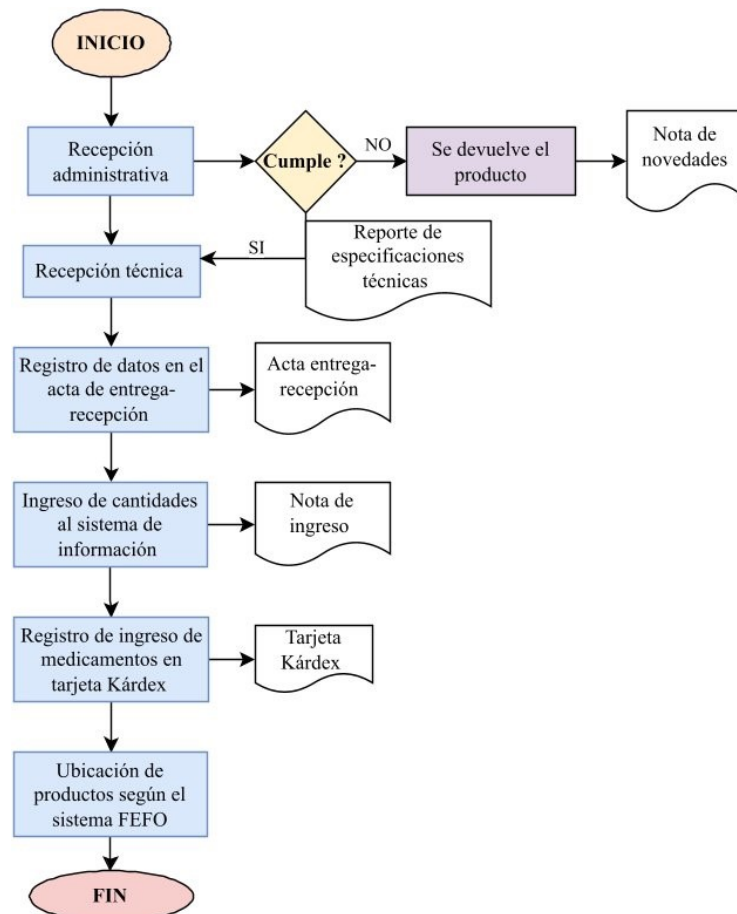 INICIO
Recepción
administrativa
Cumple ?
NO
Se devuelve el
producto
Nota de
novedades
SI
Reporte de
especificaciones
técnicas
Recepción técnica
Registro de datos en el
acta de entrega-
recepción
Acta entrega-
recepción
Ingreso de cantidades
al sistema de
información
Nota de
ingreso
Registro de ingreso de
medicamentos en
tarjeta Kárdex
Tarjeta
Kárdex
Ubicación de
productos según el
sistema FEFO
FIN